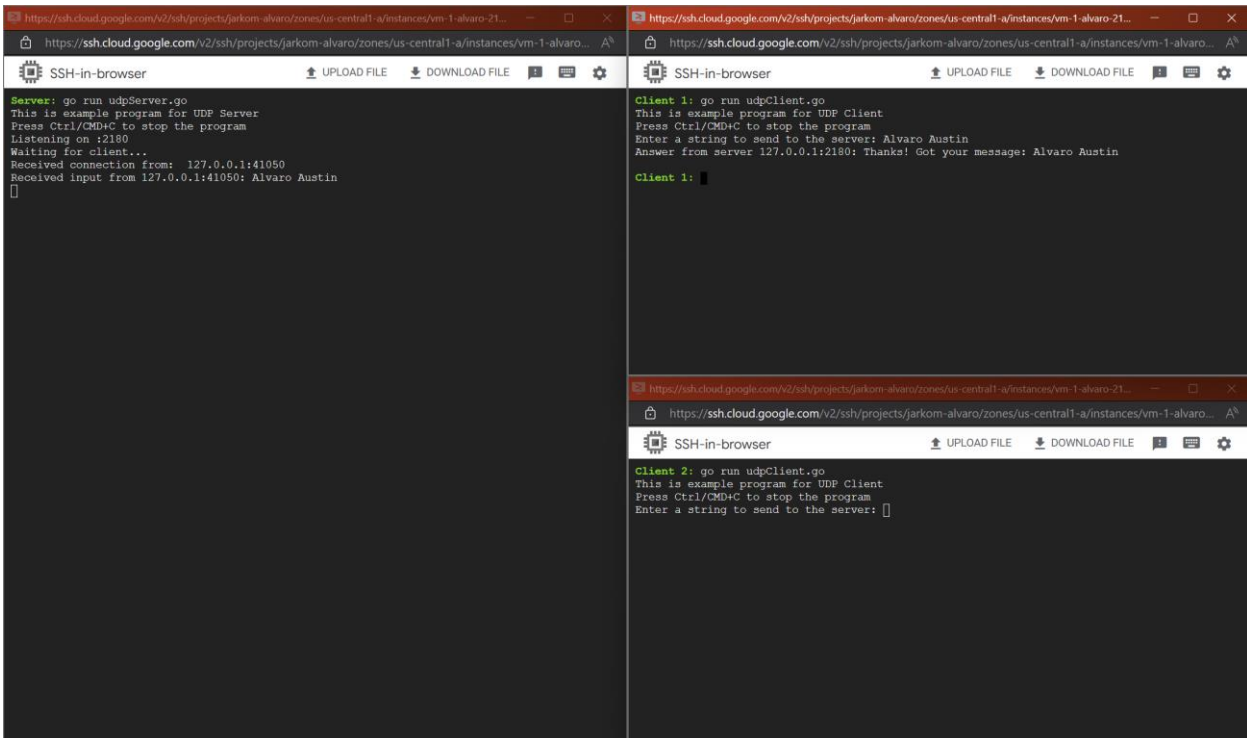 https://ssh.cloud.google.com/v2/ssh/projects/jarkom-alvaro/zones/us-central1-a/instances/vm-1-alvaro-21...
https://ssh.cloud.google.com/v2/ssh/projects/jarkom-alvaro/zones/us-central1-a/instances/vm-1-alvaro...
SSH-in-browser
UPLOAD FILE
DOWNLOAD FILE
Server: go run udpServer.go
This is example program for UDP Server
Press Ctrl/CMD+C to stop the program
Listening on :2180
Waiting for client...
Received connection from:  127.0.0.1:41050
Received input from 127.0.0.1:41050: Alvaro Austin
https://ssh.cloud.google.com/v2/ssh/projects/jarkom-alvaro/zones/us-central1-a/instances/vm-1-alvaro-21...
https://ssh.cloud.google.com/v2/ssh/projects/jarkom-alvaro/zones/us-central1-a/instances/vm-1-alvaro...
SSH-in-browser
UPLOAD FILE
DOWNLOAD FILE
Client 1: go run udpClient.go
This is example program for UDP Client
Press Ctrl/CMD+C to stop the program
Enter a string to send to the server: Alvaro Austin
Answer from server 127.0.0.1:2180: Thanks! Got your message: Alvaro Austin
Client 1:
https://ssh.cloud.google.com/v2/ssh/projects/jarkom-alvaro/zones/us-central1-a/instances/vm-1-alvaro-21...
https://ssh.cloud.google.com/v2/ssh/projects/jarkom-alvaro/zones/us-central1-a/instances/vm-1-alvaro...
SSH-in-browser
UPLOAD FILE
DOWNLOAD FILE
Client 2: go run udpClient.go
This is example program for UDP Client
Press Ctrl/CMD+C to stop the program
Enter a string to send to the server: